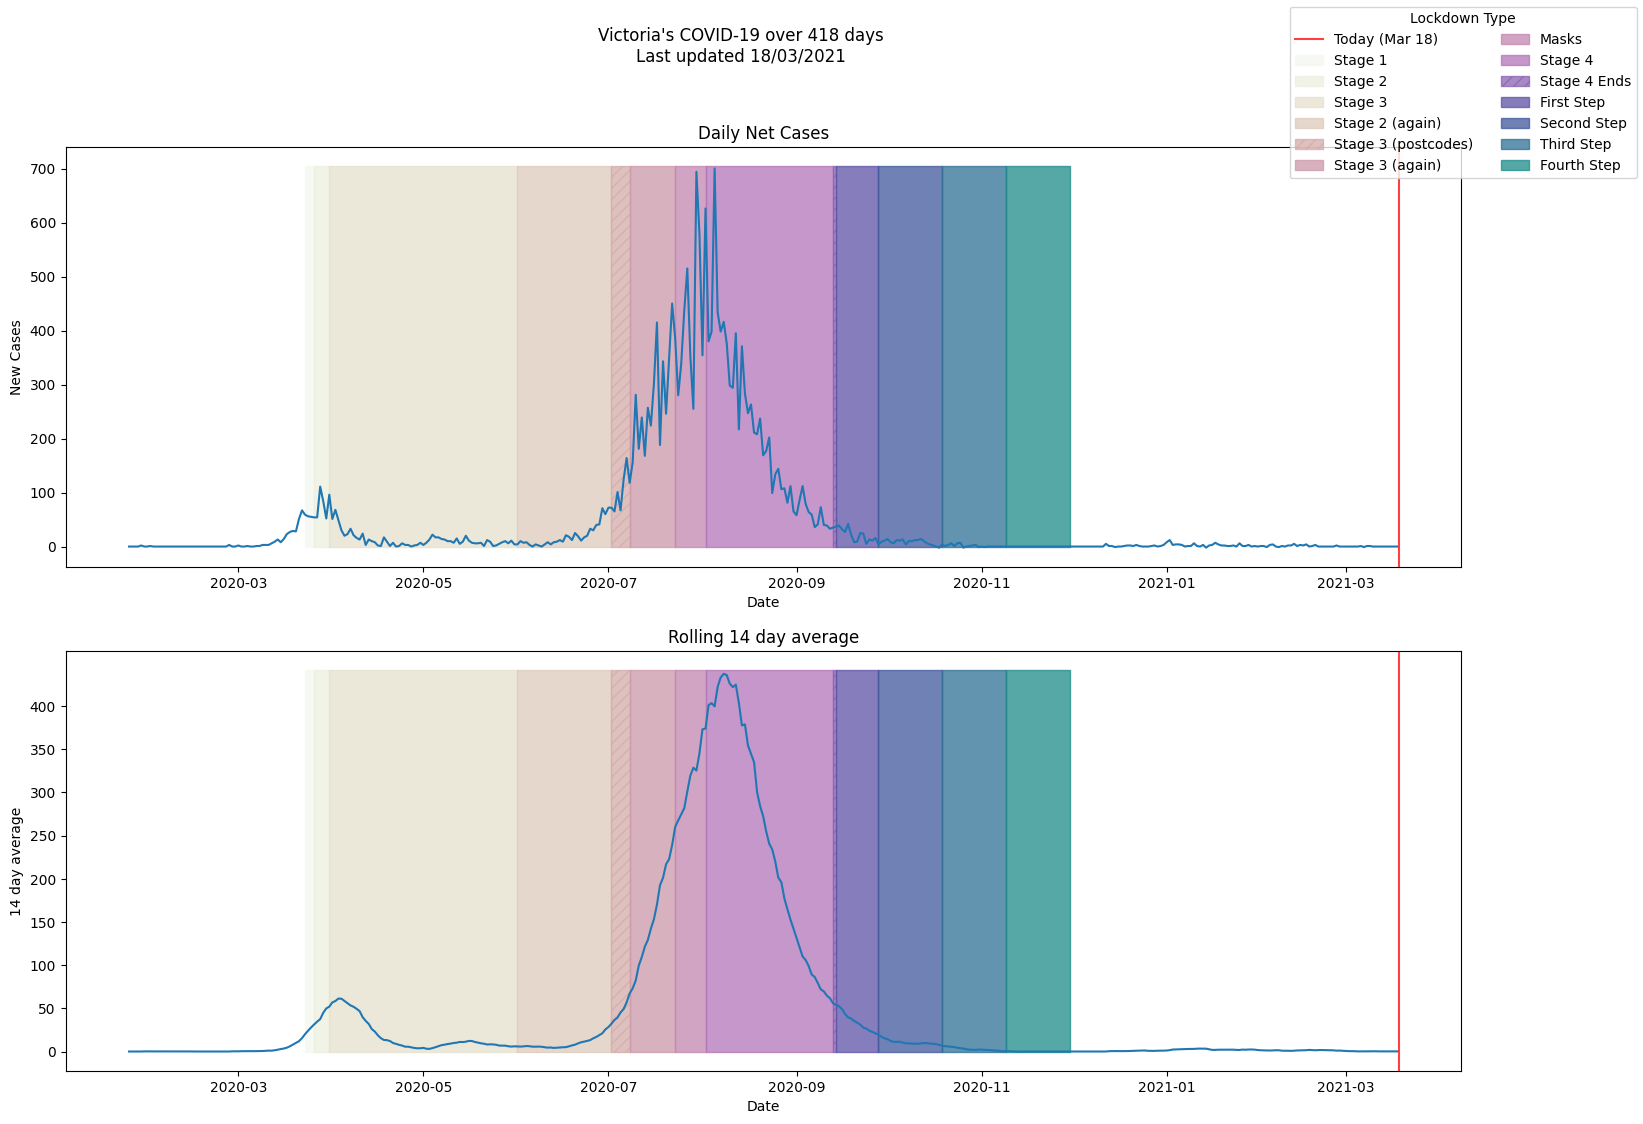 Victoria's COVID-19 over 418 days
Last updated 18/03/2021
Lockdown Type
Today (Mar 18)
Stage 1
Stage 2
Stage 3
Stage 2 (again)
Stage 3 (postcodes)
Stage 3 (again)
Masks
Stage 4
Stage 4 Ends
First Step
Second Step
Third Step
Fourth Step
Daily Net Cases
New Cases
700
600
500
400
300
200
100
0
2020-03
2020-05
2020-07
2020-09
2020-11
2021-01
2021-03
Date
Rolling 14 day average
14 day average
400
350
300
250
200
150
100
50
0
2020-03
2020-05
2020-07
2020-09
2020-11
2021-01
2021-03
Date